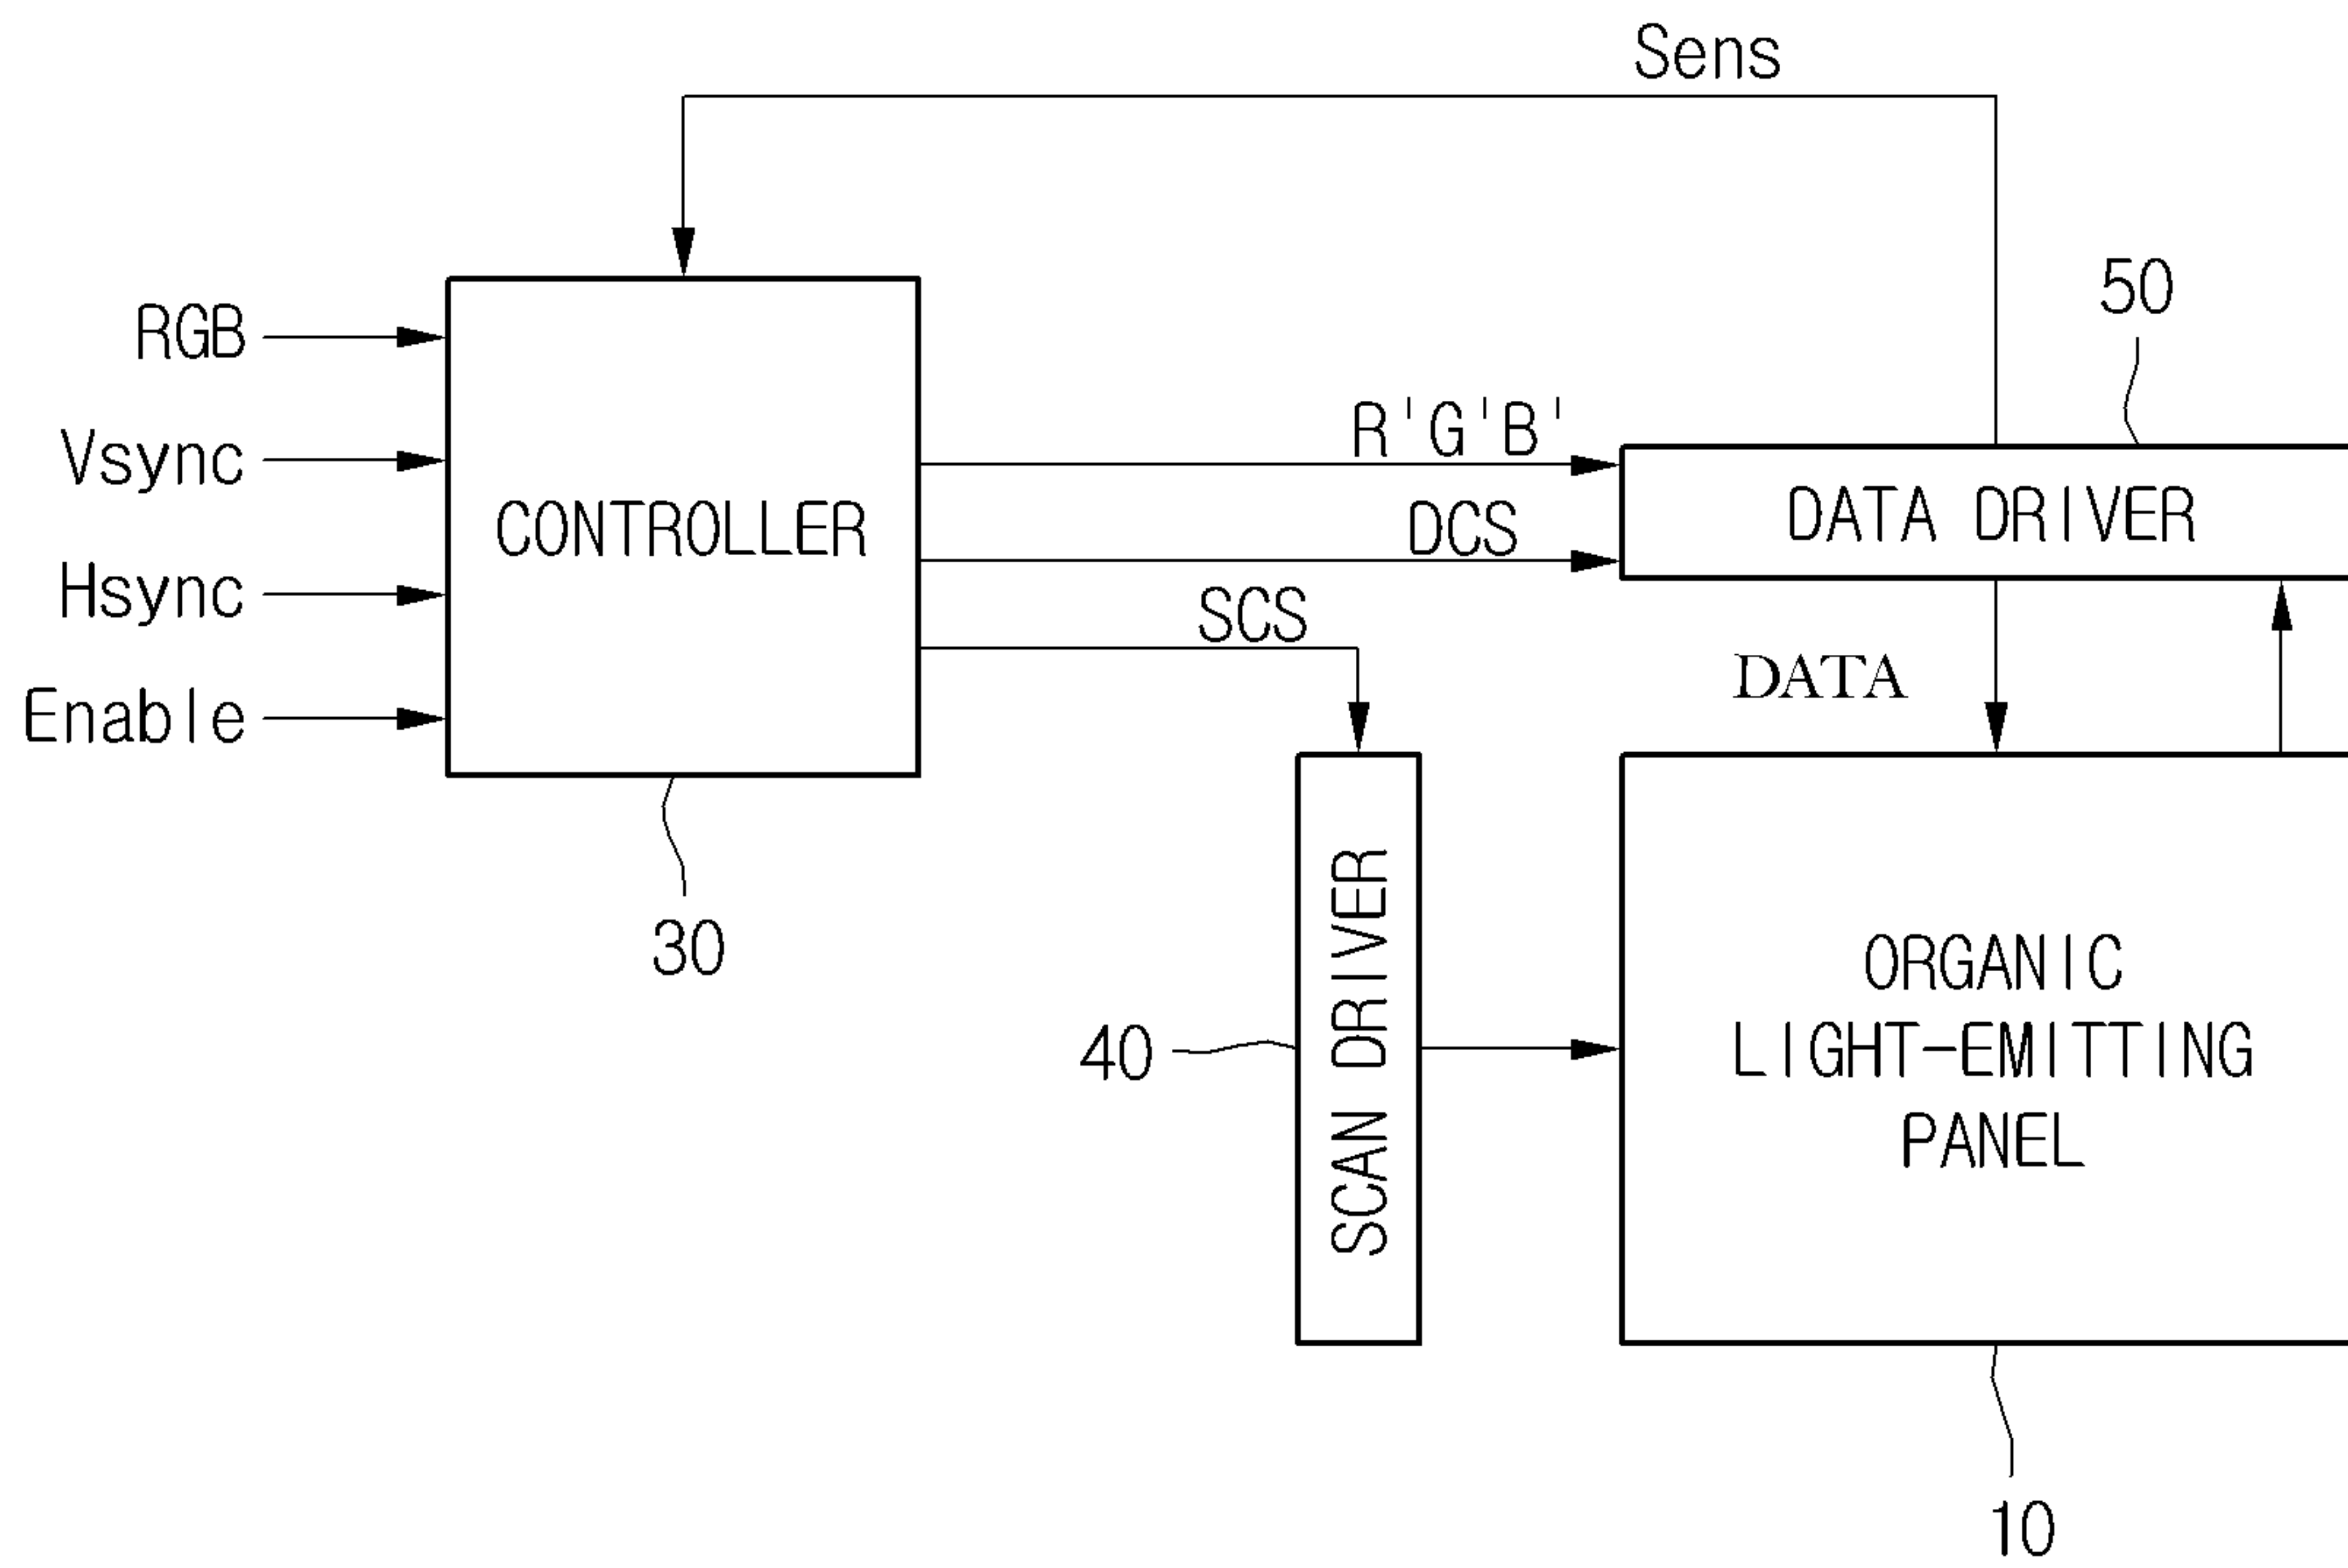 Sens
50
RGB
Vsync
Hsync
Enable
CONTROLLER
R'G'B'
DCS
SCS
DATA DRIVER
DATA
30
40
SCAN DRIVER
ORGANIC
LIGHT-EMITTING
PANEL
10